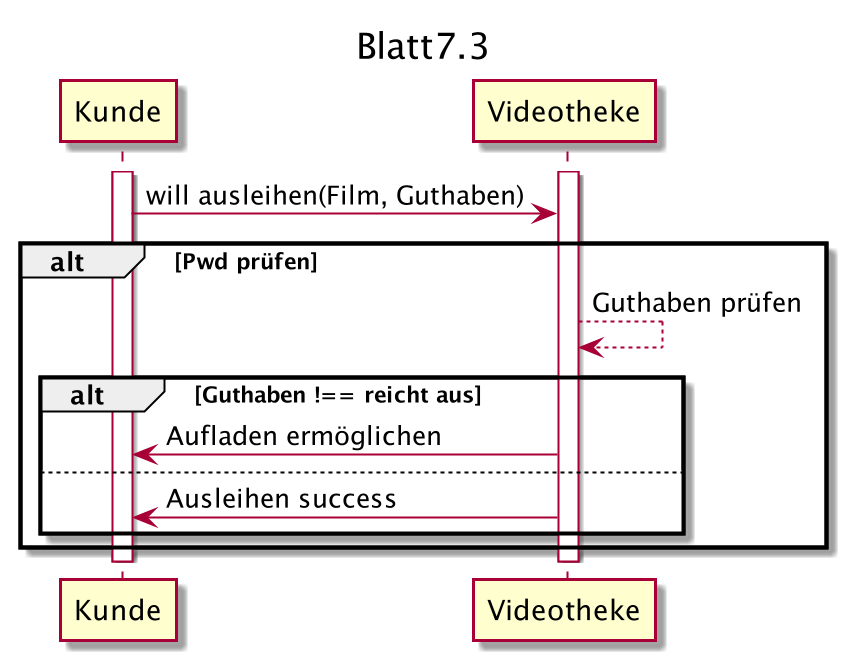 Blatt7.3
Kunde
Videotheke
will ausleihen(Film, Guthaben)
alt
[Pwd prüfen]
Guthaben prüfen
alt
[Guthaben !== reicht aus]
Aufladen ermöglichen
Ausleihen success
Kunde
Videotheke